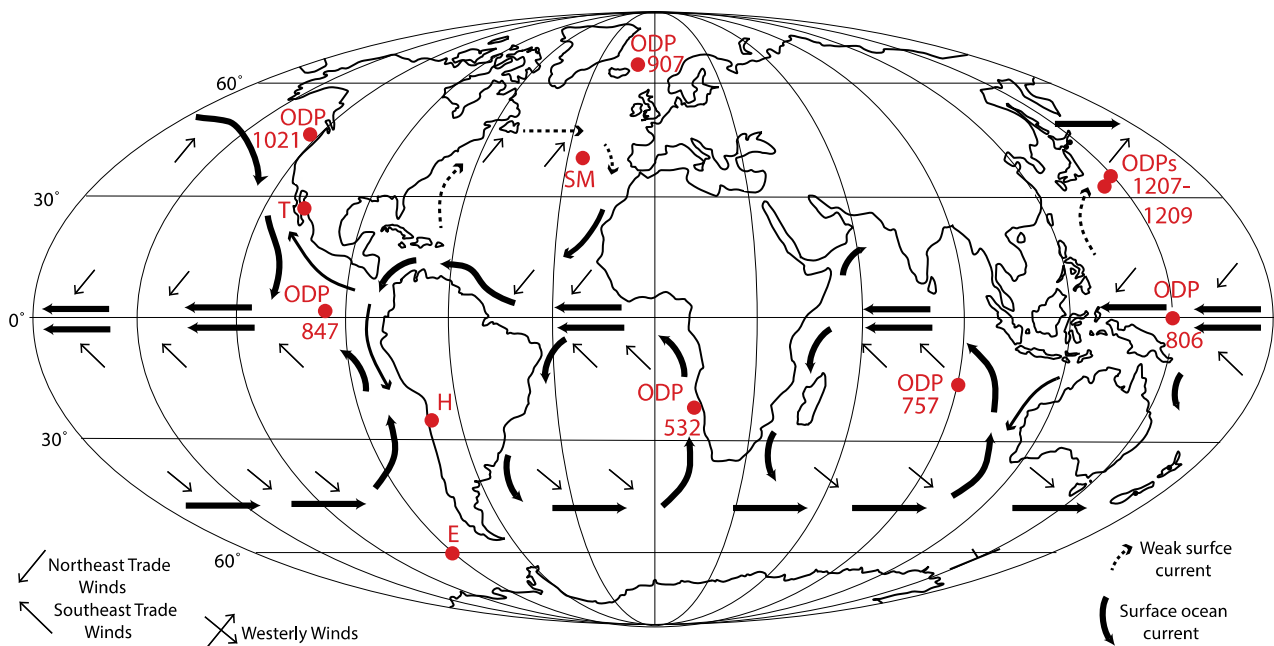 ODP
907
60°
ODP
1021
ODPs
1207-
1209
SM
30°
T
ODP
847
ODP
806
0°
ODP
757
H
ODP
532
30°
E
60°
Northeast Trade
Winds
Southeast Trade
Winds
Westerly Winds
Weak surfce
current
Surface ocean
current